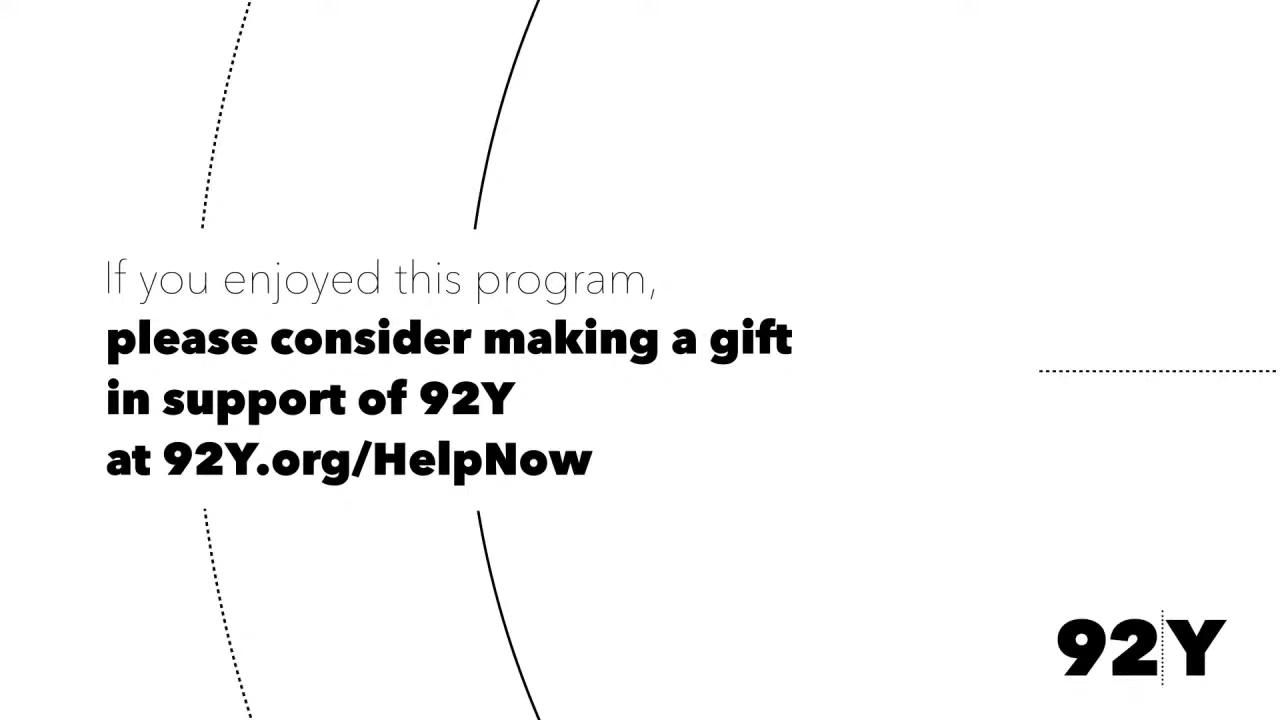 If you enjoyed this program,
please consider making a gift
in support of 92Y
at 92Y.org/HelpNow
92Y